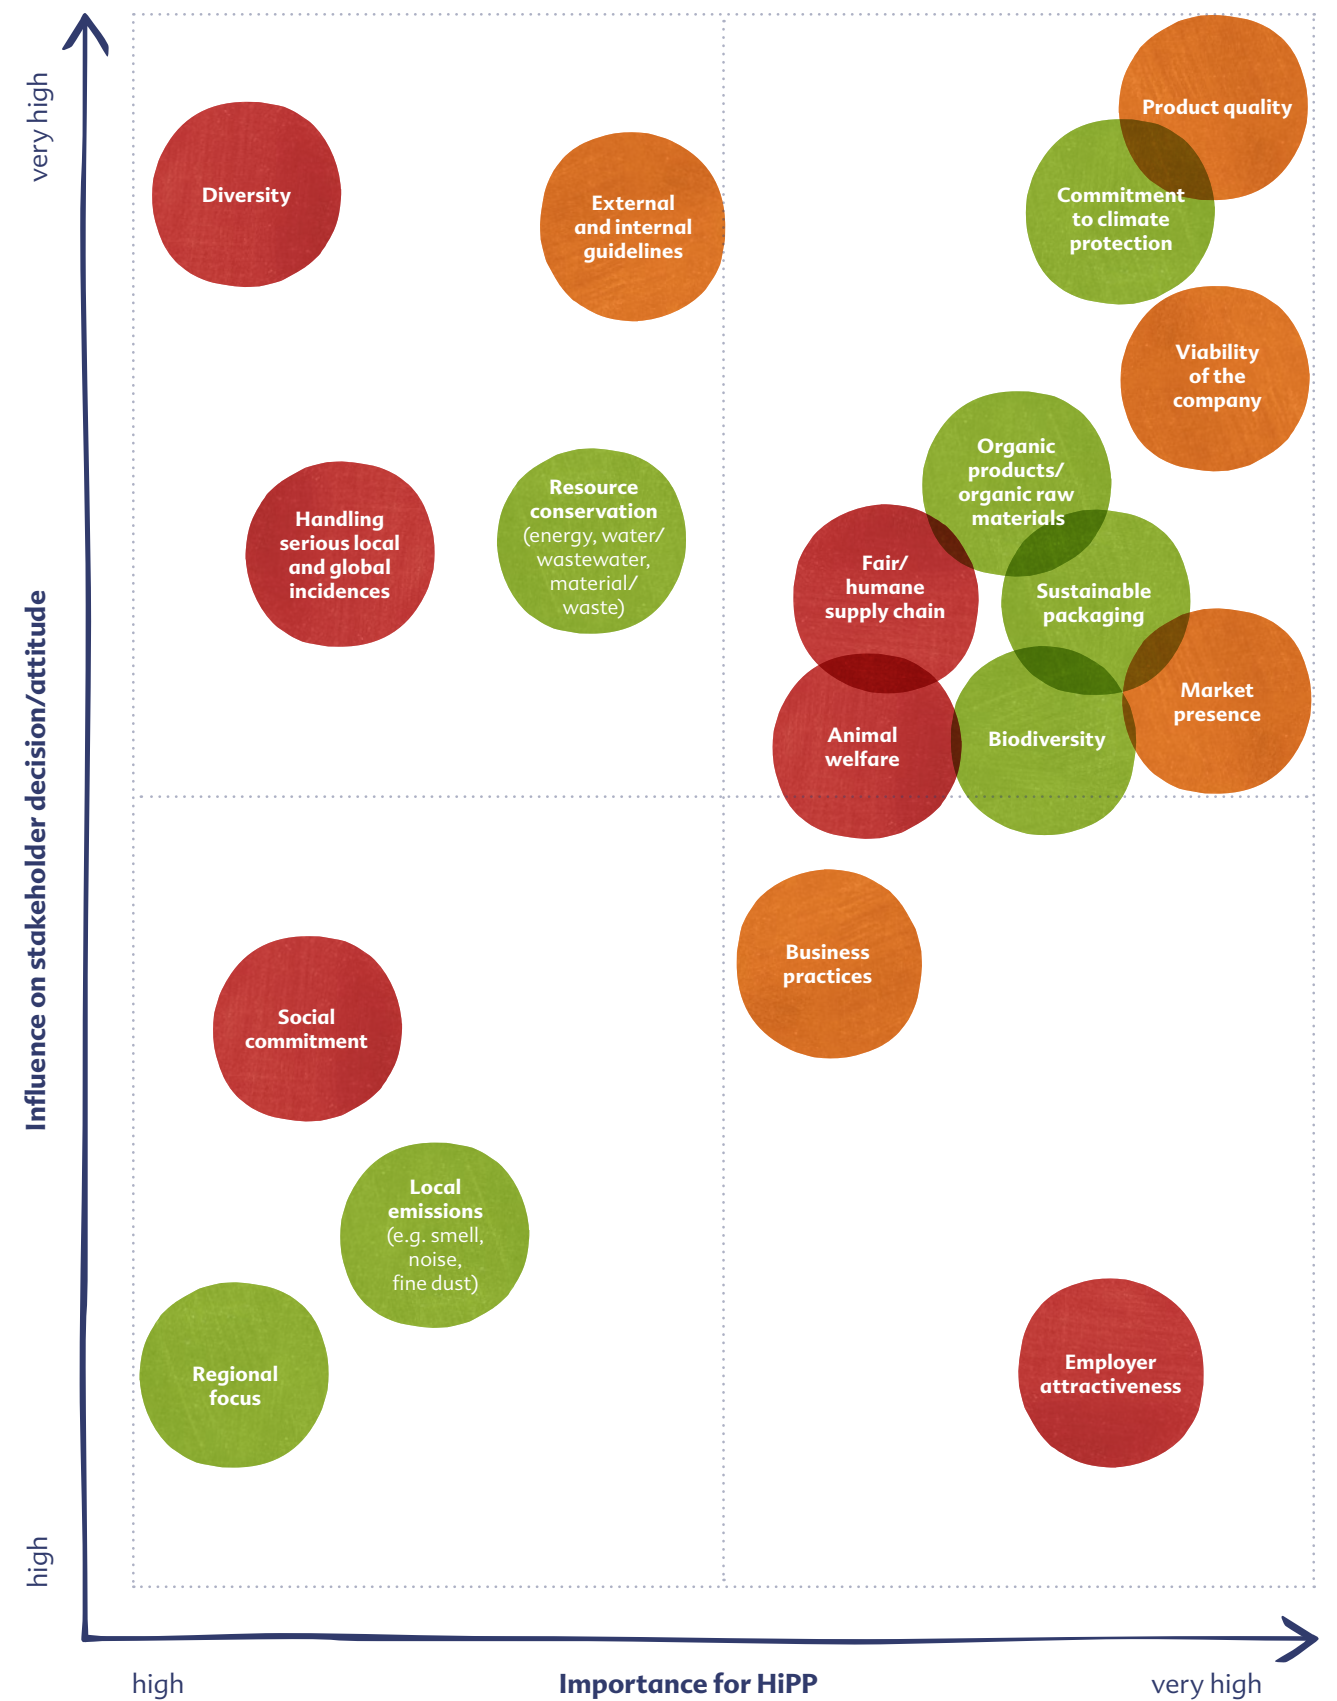 very high
Influence on stakeholder decision/attitude
high
Product quality
Diversity
Commitment
to climate
protection
External
and internal
guidelines
Viability
of the
company
Organic
products/
organic raw
materials
Handling
serious local
and global
incidences
Resource
conservation
(energy, water/
wastewater,
material/
waste)
Fair/
humane
supply chain
Sustainable
packaging
Market
presence
Animal
welfare
Biodiversity
Business
practices
Social
commitment
Local
emissions
(e.g. smell,
noise,
fine dust)
Regional
focus
Employer
attractiveness
high
Importance for HiPP
very high